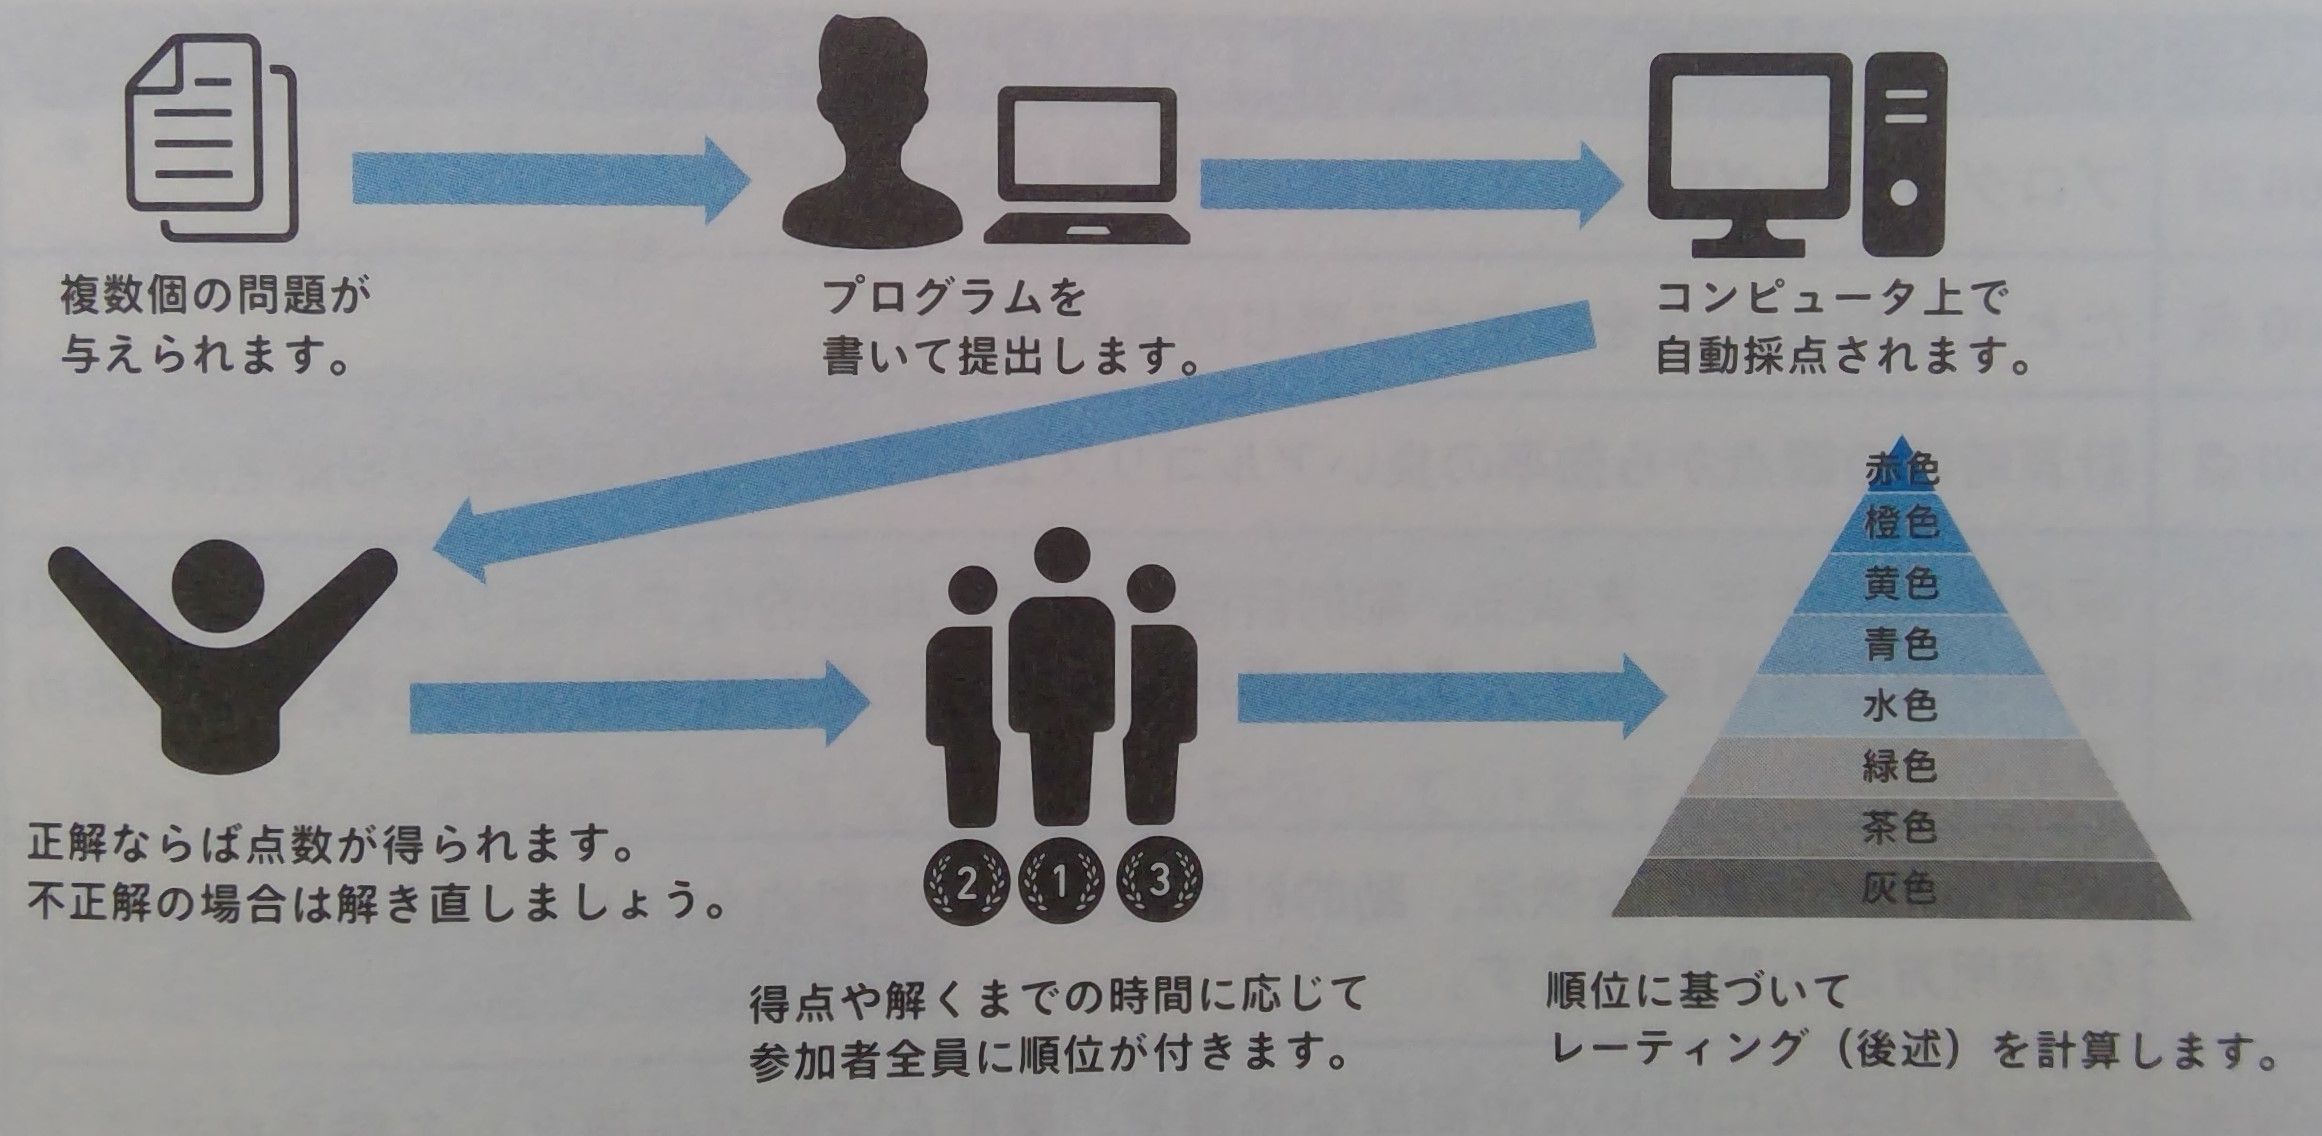 複数個の問題が
与えられます。
プログラムを
書いて提出します。
コンピュータ上で
自動採点されます。
正解ならば点数が得られます。
不正解の場合は解き直しましょう。
2
1
3
得点や解くまでの時間に応じて
参加者全員に順位が付きます。
赤色
橙色
黄色
青色
水色
緑色
茶色
灰色
順位に基づいて
レーティング（後述）を計算します。